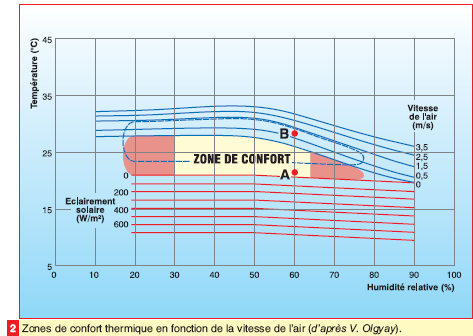 Température (°C)
45
35
25
15
5
Vitesse
de l'air
(m/s)
3,5
2,5
1,5
0,5
0
B
ZONE DE CONFORT
A
0
Eclairement
solaire
(W/m²)
200
400
600
0 10 20 30 40 50 60 70 80 90 100
Humidité relative (%)
2 Zones de confort thermique en fonction de la vitesse de l'air (d'après V. Olgyay).